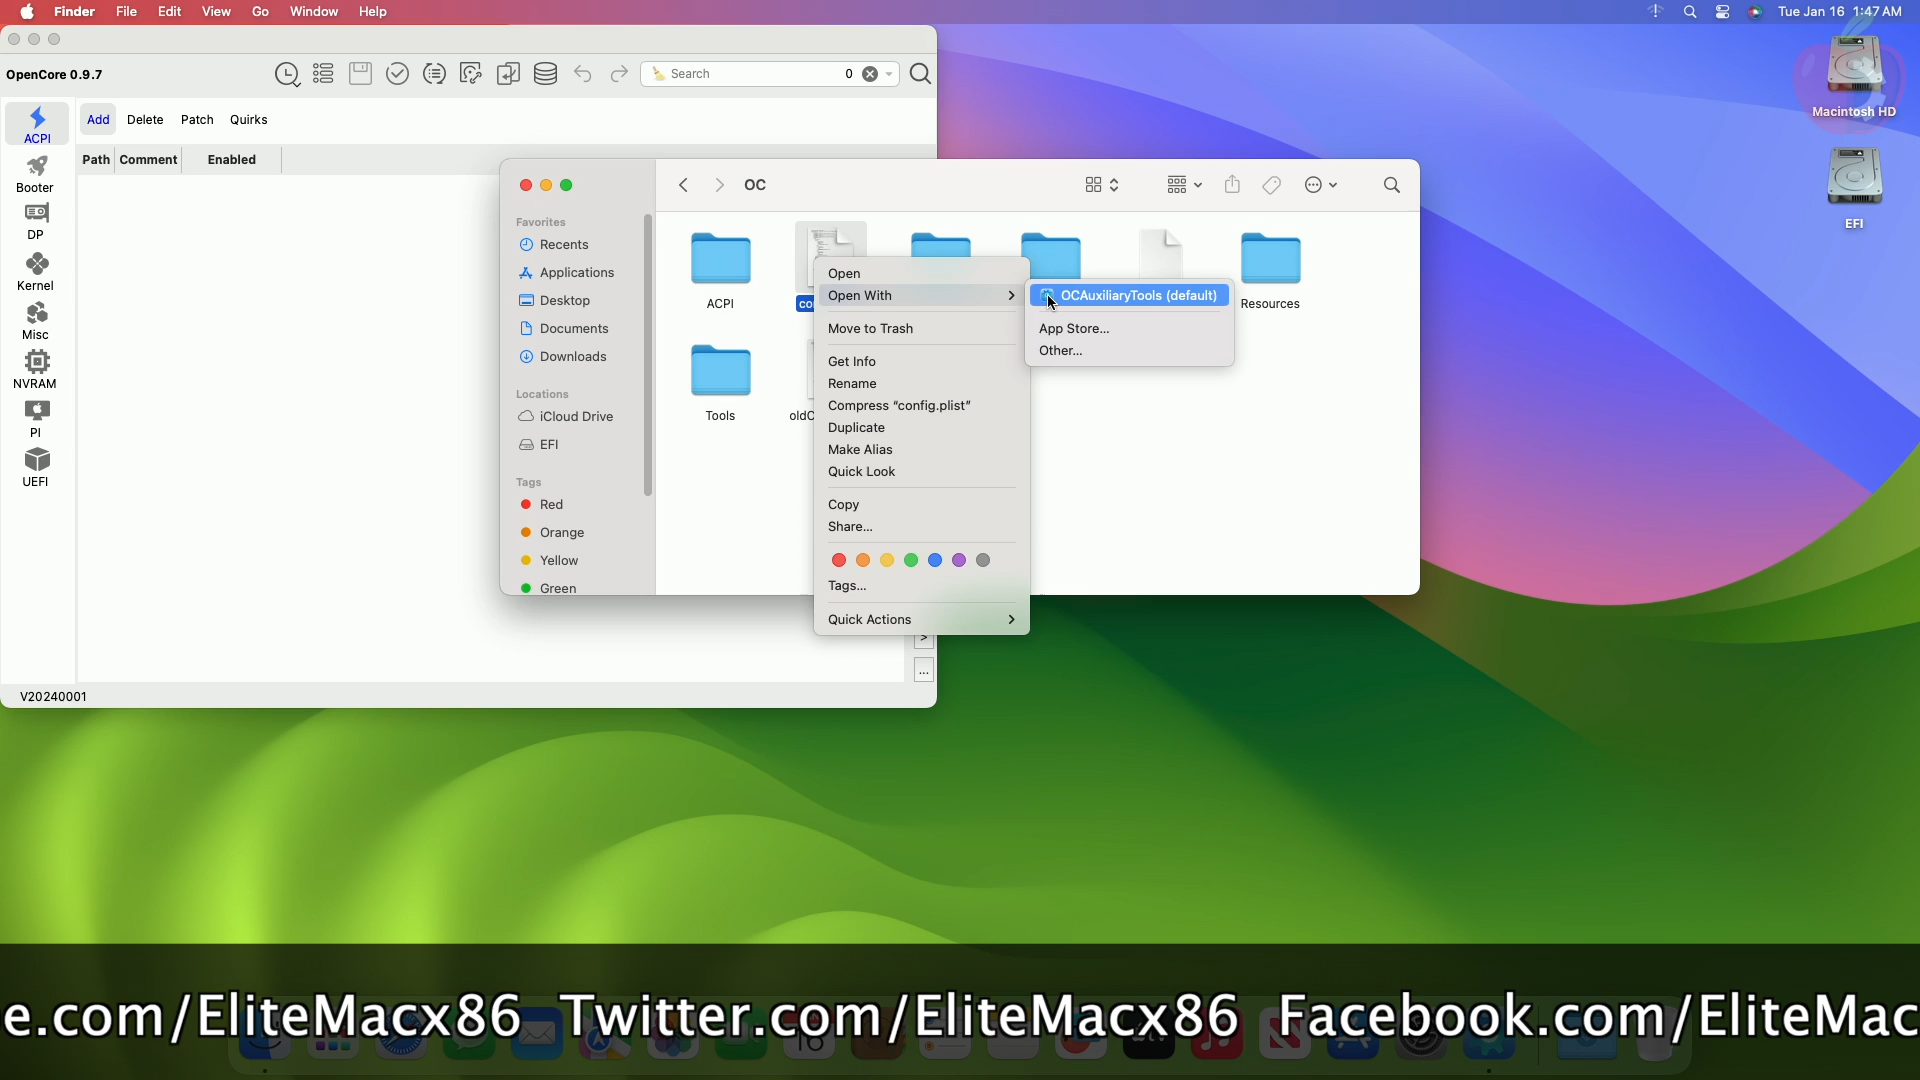 Finder File Edit View Go Window Help
Tue Jan 16 1:47 AM
OpenCore 0.9.7
Search
0
ACPI
Booter
DP
Kernel
Misc
NVRAM
PI
UEFI
Add Delete Patch Quirks
Path Comment Enabled
>
...
V20240001
OC
Favorites
Recents
Applications
Desktop
Documents
Downloads
Locations
iCloud Drive
EFI
Tags
Red
Orange
Yellow
Green
ACPI
Resources
Tools
Open
Open With
Move to Trash
Get Info
Rename
Compress “config.plist”
Duplicate
Make Alias
Quick Look
Copy
Share...
Tags...
Quick Actions
OCAuxiliaryTools (default)
App Store...
Other...
Macintosh HD
EFI
e.com/EliteMacx86 Twitter.com/EliteMacx86 Facebook.com/EliteMac